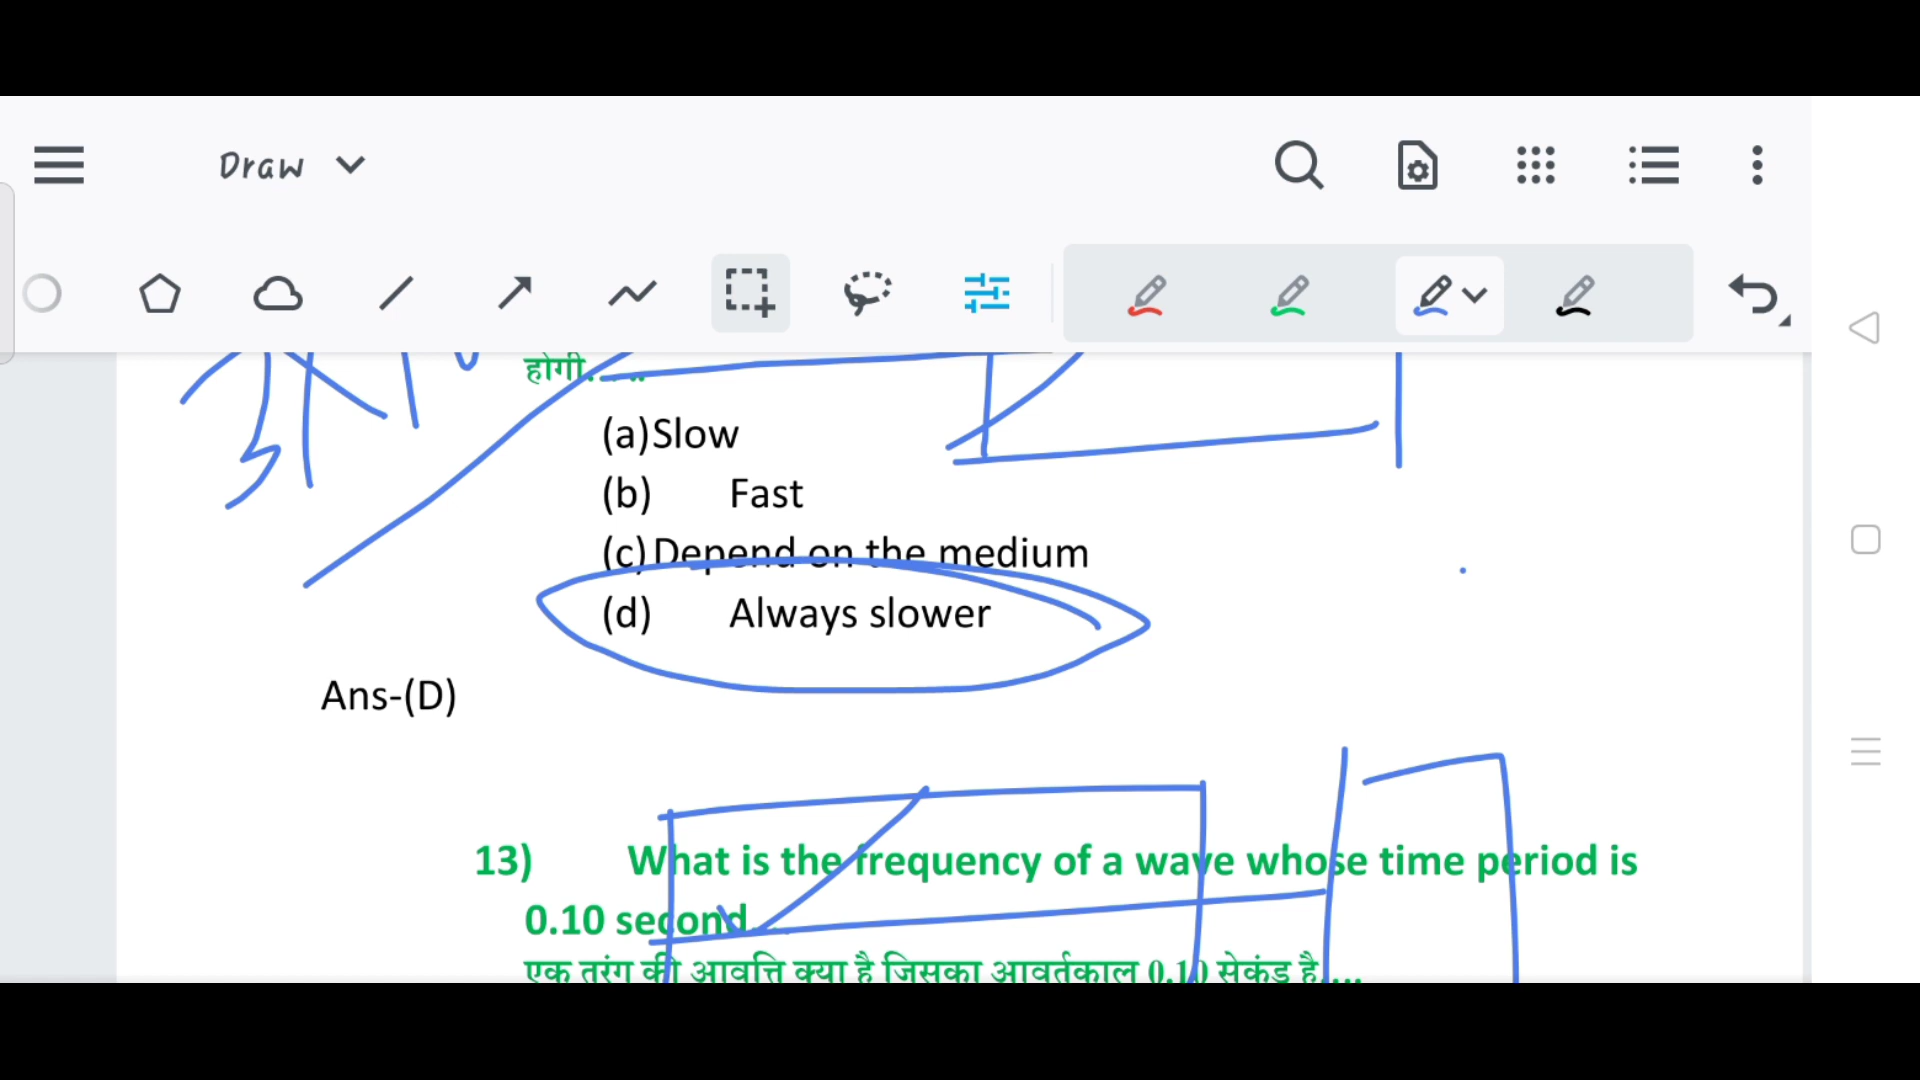 Draw
होगी......
(a)Slow
(b) Fast
(c)Depend on the medium
(d) Always slower
Ans-(D)
13) What is the frequency of a wave whose time period is
0.10 second....
एक तरंग की आवत्ति क्या है जिसका आवर्तकाल 0.10 सेकंड है....